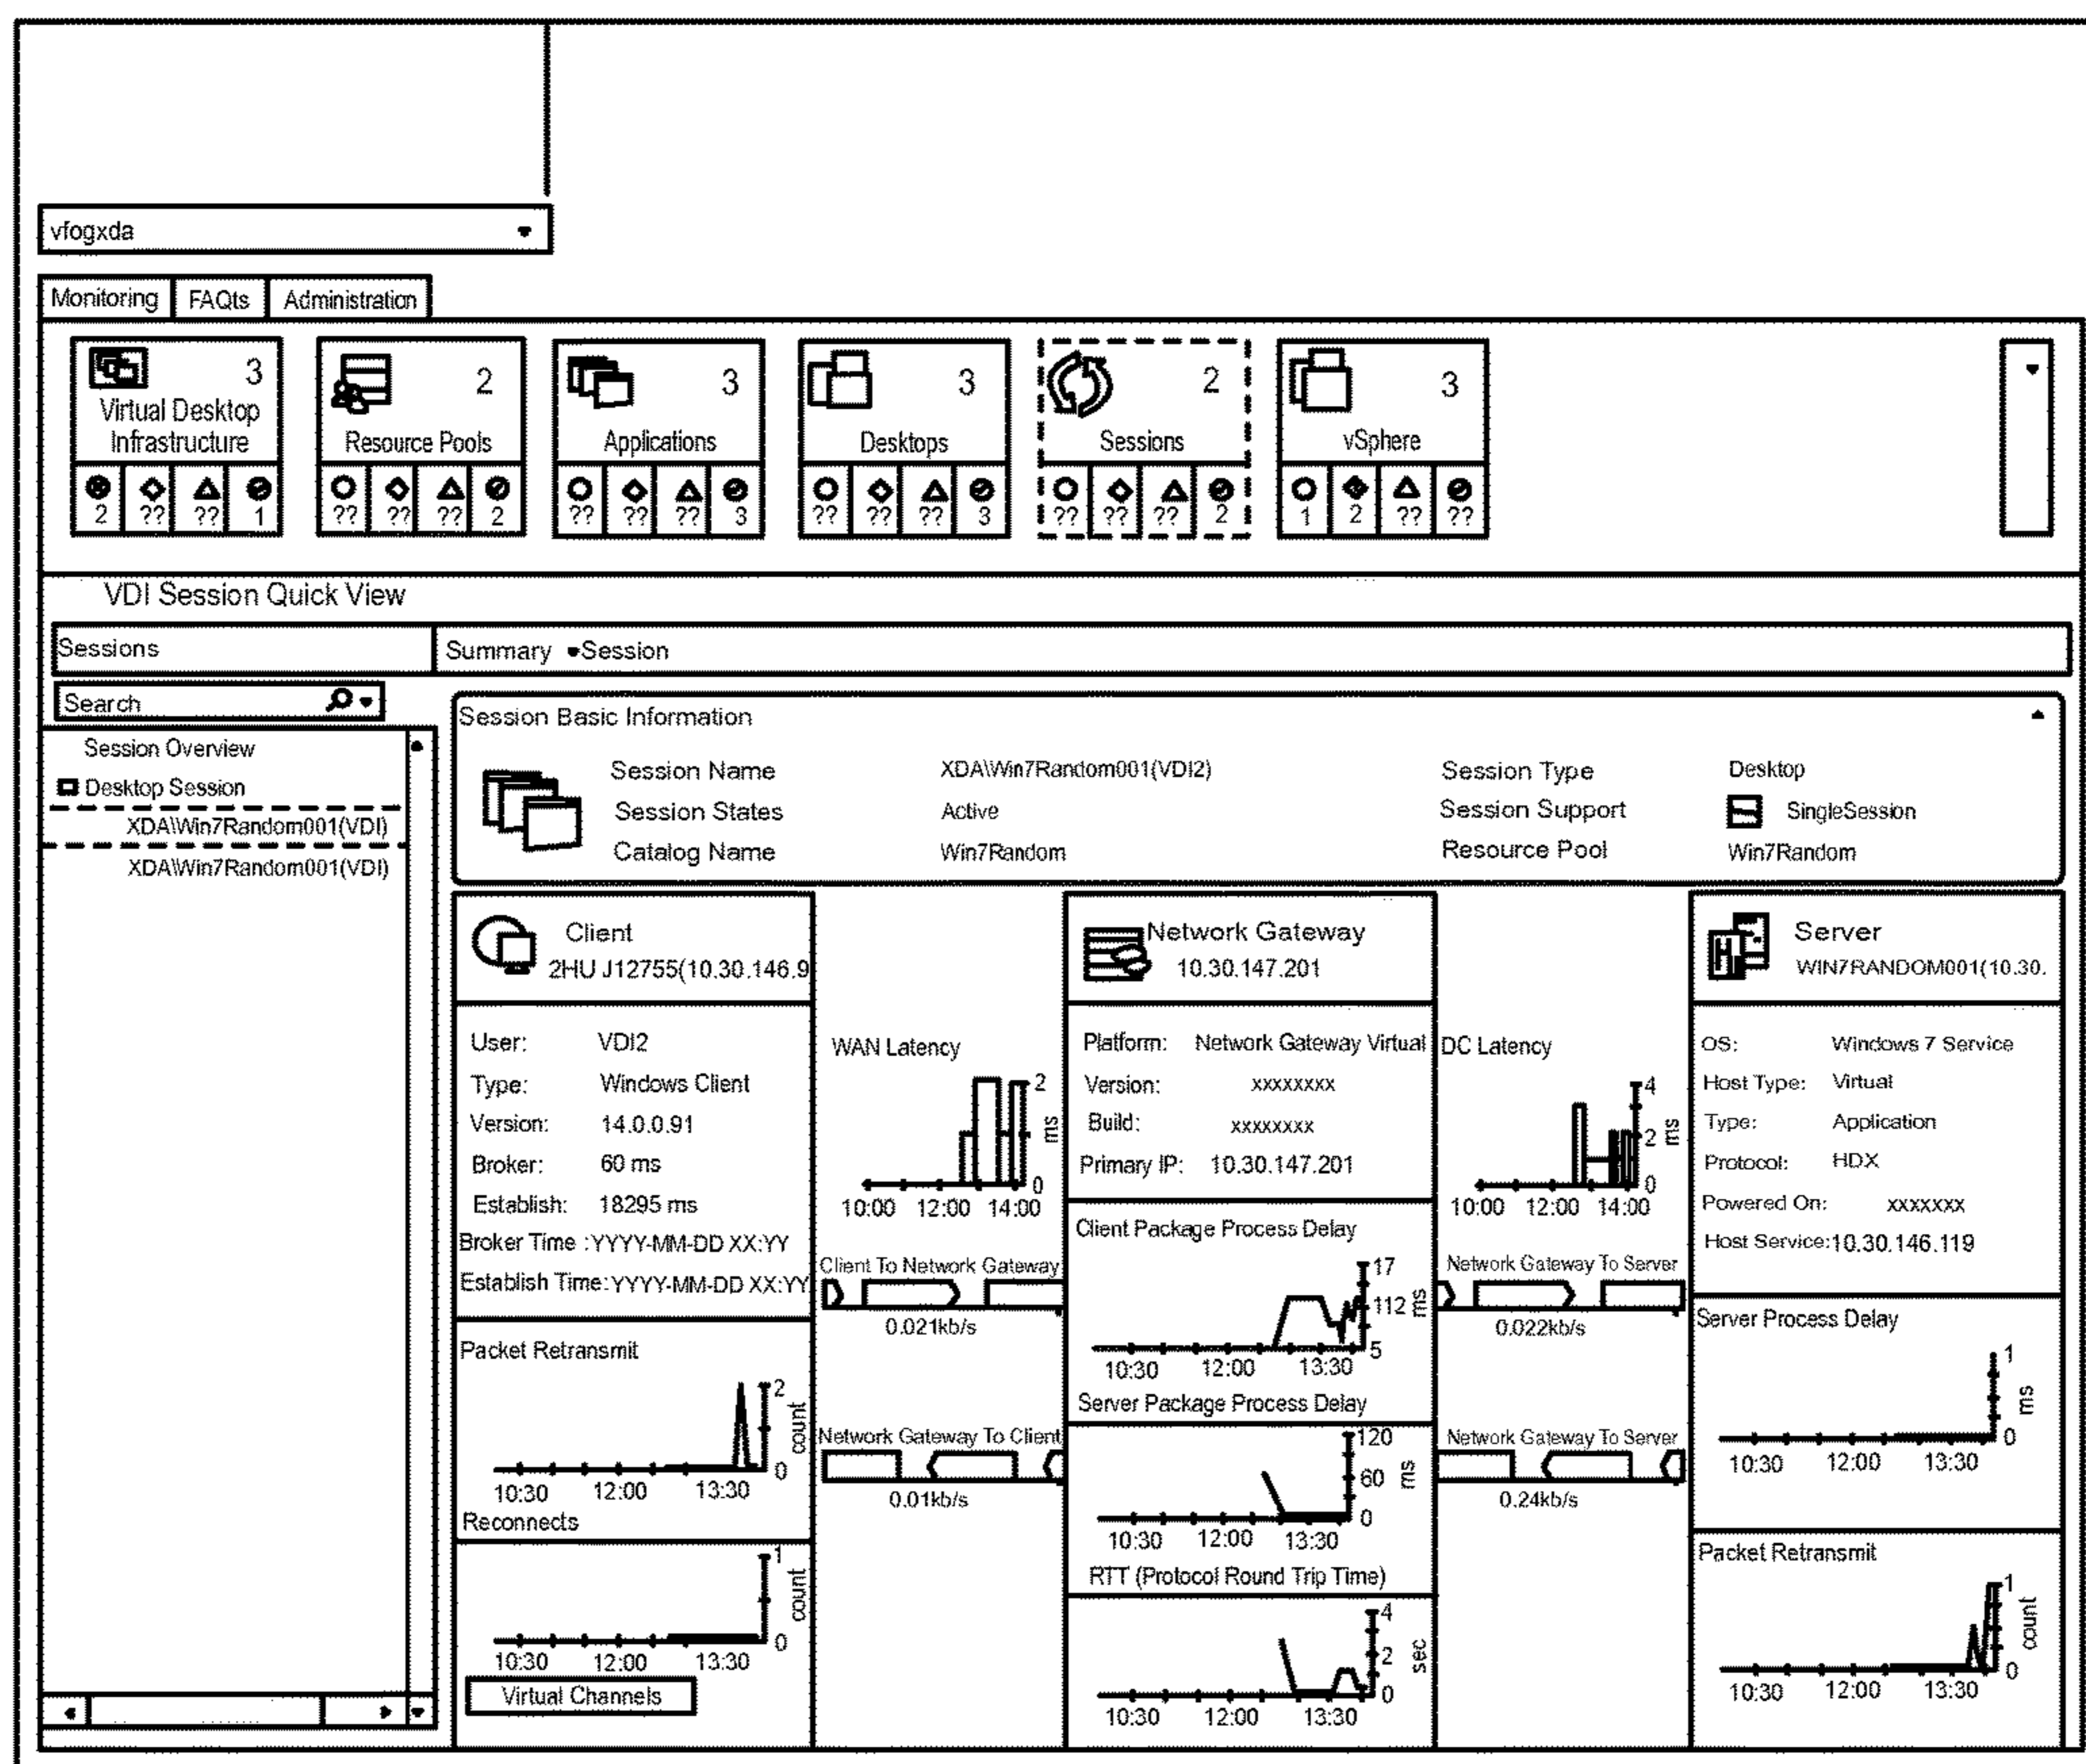 vfogxda
Monitoring FAQts Administration
3
Virtual Desktop
Infrastructure
2 ?? ?? 1
2
Resource Pools
?? ?? ?? 2
3
Applications
?? ?? ?? 3
3
Desktops
?? ?? ?? 3
2
Sessions
?? ?? ?? 2
3
vSphere
1 2 ?? ??
VDI Session Quick View
Sessions
Summary Session
Search
Session Overview
Desktop Session
XDA\Win7Random001(VDI)
XDA\Win7Random001(VDI)
Session Basic Information
Session Name XDA\Win7Random001(VDI2) Session Type Desktop
Session States Active Session Support SingleSession
Catalog Name Win7Random Resource Pool Win7Random
Client
2HU J12755(10.30.146.9
User: VDI2
Type: Windows Client
Version: 14.0.0.91
Broker: 60 ms
Establish: 18295 ms
Broker Time :YYYY-MM-DD XX:YY
Establish Time:YYYY-MM-DD XX:YY
Packet Retransmit
2
count
0
10:30 12:00 13:30
Reconnects
1
count
0
10:30 12:00 13:30
Virtual Channels
WAN Latency
2
ms
0
10:00 12:00 14:00
Client To Network Gateway
0.021kb/s
Network Gateway To Client
0.01kb/s
Network Gateway
10.30.147.201
Platform: Network Gateway Virtual
Version: xxxxxxxx
Build: xxxxxxxx
Primary IP: 10.30.147.201
Client Package Process Delay
17
112
ms
5
10:30 12:00 13:30
Server Package Process Delay
120
60
ms
0
10:30 12:00 13:30
RTT (Protocol Round Trip Time)
4
2
sec
0
10:30 12:00 13:30
DC Latency
4
2
ms
0
10:00 12:00 14:00
Network Gateway To Server
0.022kb/s
Network Gateway To Server
0.24kb/s
Server
WIN7RANDOM001(10.30.
OS: Windows 7 Service
Host Type: Virtual
Type: Application
Protocol: HDX
Powered On: xxxxxxx
Host Service:10.30.146.119
Server Process Delay
1
ms
0
10:30 12:00 13:30
Packet Retransmit
1
count
0
10:30 12:00 13:30